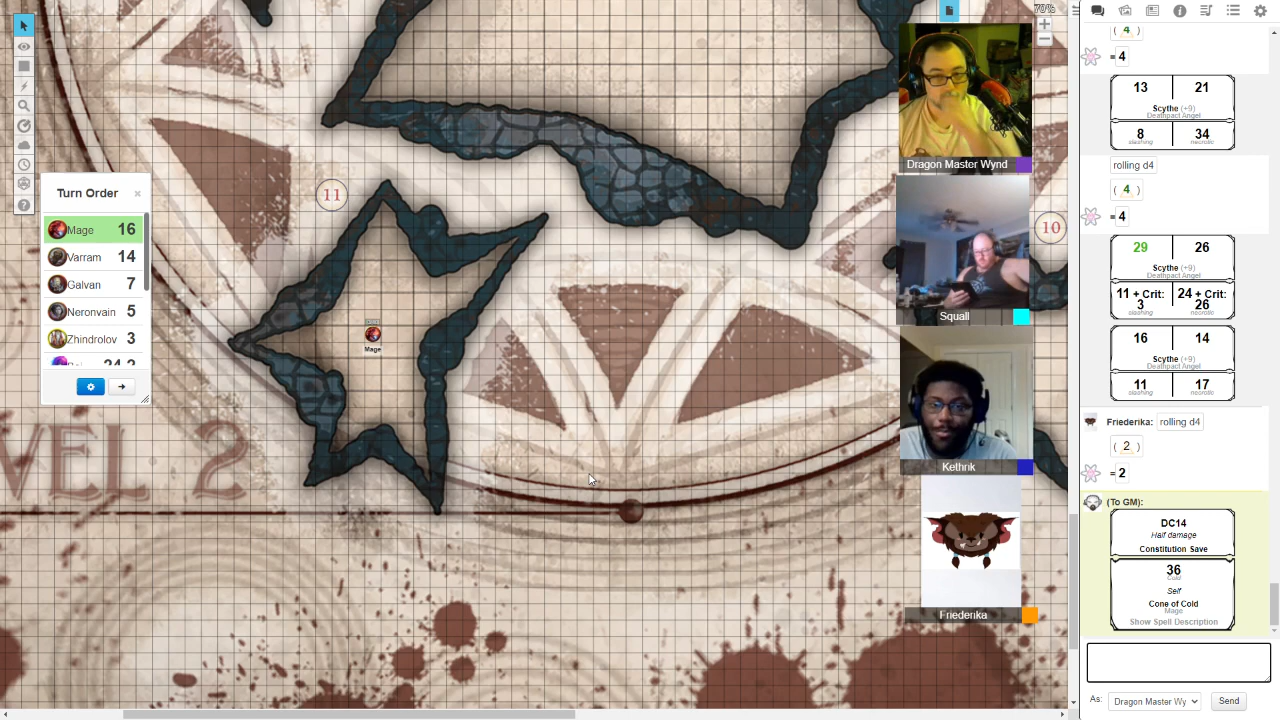 70%
11
10
VEL 2
Mage
Turn Order ×
Mage 16
Varram 14
Galvan 7
Neronvain 5
Zhindrolov 3
Dragon Master Wynd
Squall
Kethrik
Friederika
( 4 )
= 4
13 21
Scythe (+9)
Deathpact Angel
8 34
slashing necrotic
rolling d4
( 4 )
= 4
29 26
Scythe (+9)
Deathpact Angel
11 + Crit: 24 + Crit:
3 26
slashing necrotic
16 14
Scythe (+9)
Deathpact Angel
11 17
slashing necrotic
Friederika: rolling d4
( 2 )
= 2
(To GM):
DC14
Half damage
Constitution Save
36
Cold
Self
Cone of Cold
Mage
Show Spell Description
As: Dragon Master Wy Send